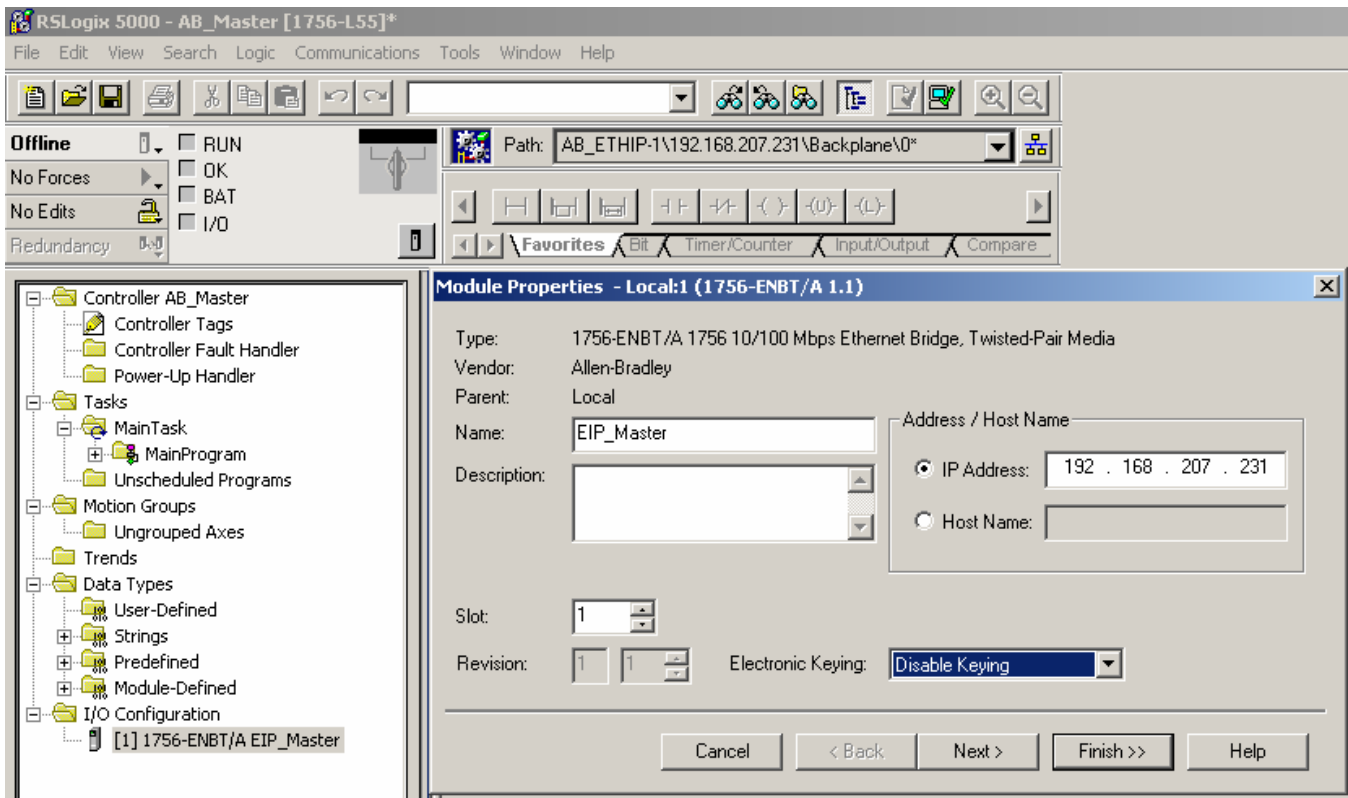 RSLogix 5000 - AB_Master [1756-L55]*
File Edit View Search Logic Communications Tools Window Help
Offline
RUN
No Forces
OK
No Edits
BAT
Redundancy
I/O
Path: AB_ETHIP-1\192.168.207.231\Backplane\0*
Favorites Bit Timer/Counter Input/Output Compare
Controller AB_Master
Controller Tags
Controller Fault Handler
Power-Up Handler
Tasks
MainTask
MainProgram
Unscheduled Programs
Motion Groups
Ungrouped Axes
Trends
Data Types
User-Defined
Strings
Predefined
Module-Defined
I/O Configuration
[1] 1756-ENBT/A EIP_Master
Module Properties - Local:1 (1756-ENBT/A 1.1)
Type: 1756-ENBT/A 1756 10/100 Mbps Ethernet Bridge, Twisted-Pair Media
Vendor: Allen-Bradley
Parent: Local
Name: EIP_Master
Description:
Address / Host Name
IP Address: 192 . 168 . 207 . 231
Host Name:
Slot: 1
Revision: 1 1 Electronic Keying: Disable Keying
Cancel < Back Next > Finish >> Help